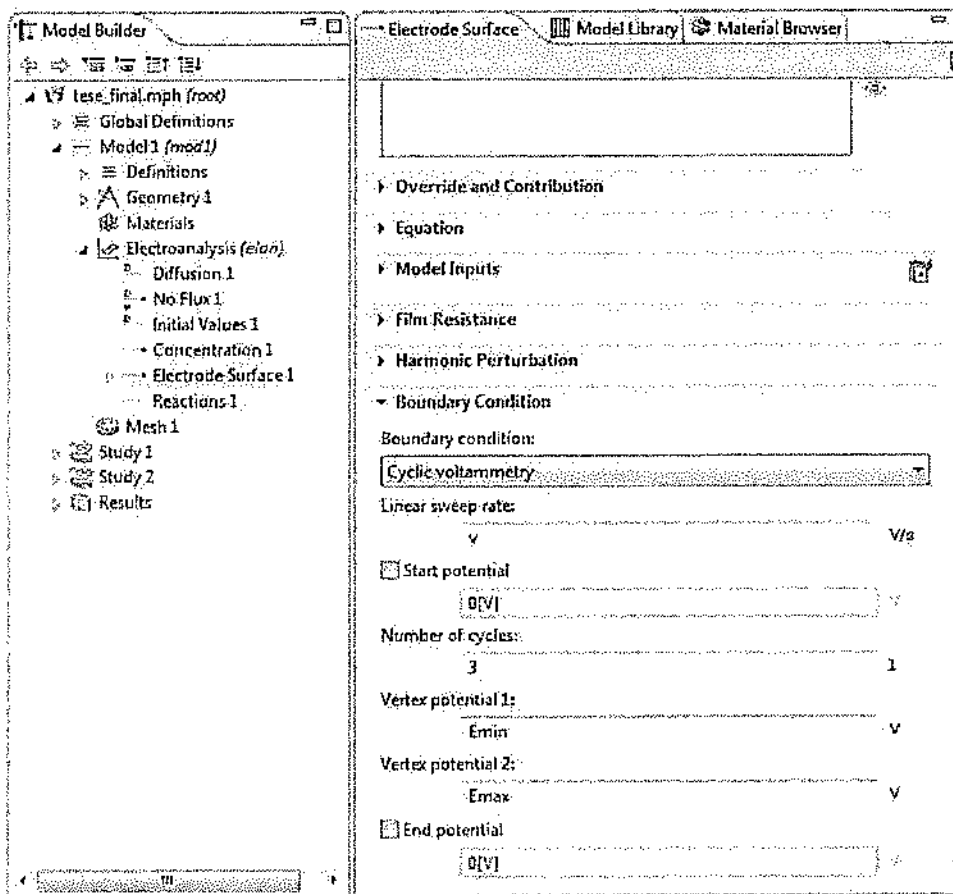 Model Builder
tese_final.mph (root)
Global Definitions
Model 1 (mod1)
Definitions
Geometry 1
Materials
Electroanalysis (elan)
Diffusion 1
No Flux 1
Initial Values 1
Concentration 1
Electrode Surface 1
Reactions 1
Mesh 1
Study 1
Study 2
Results
Electrode Surface
Model Library
Material Browser
Override and Contribution
Equation
Model Inputs
Film Resistance
Harmonic Perturbation
Boundary Condition
Boundary condition:
Cyclic voltammetry
Linear sweep rate:
v V/s
Start potential
0[V] V
Number of cycles:
3 1
Vertex potential 1:
Emin V
Vertex potential 2:
Emax V
End potential
0[V]